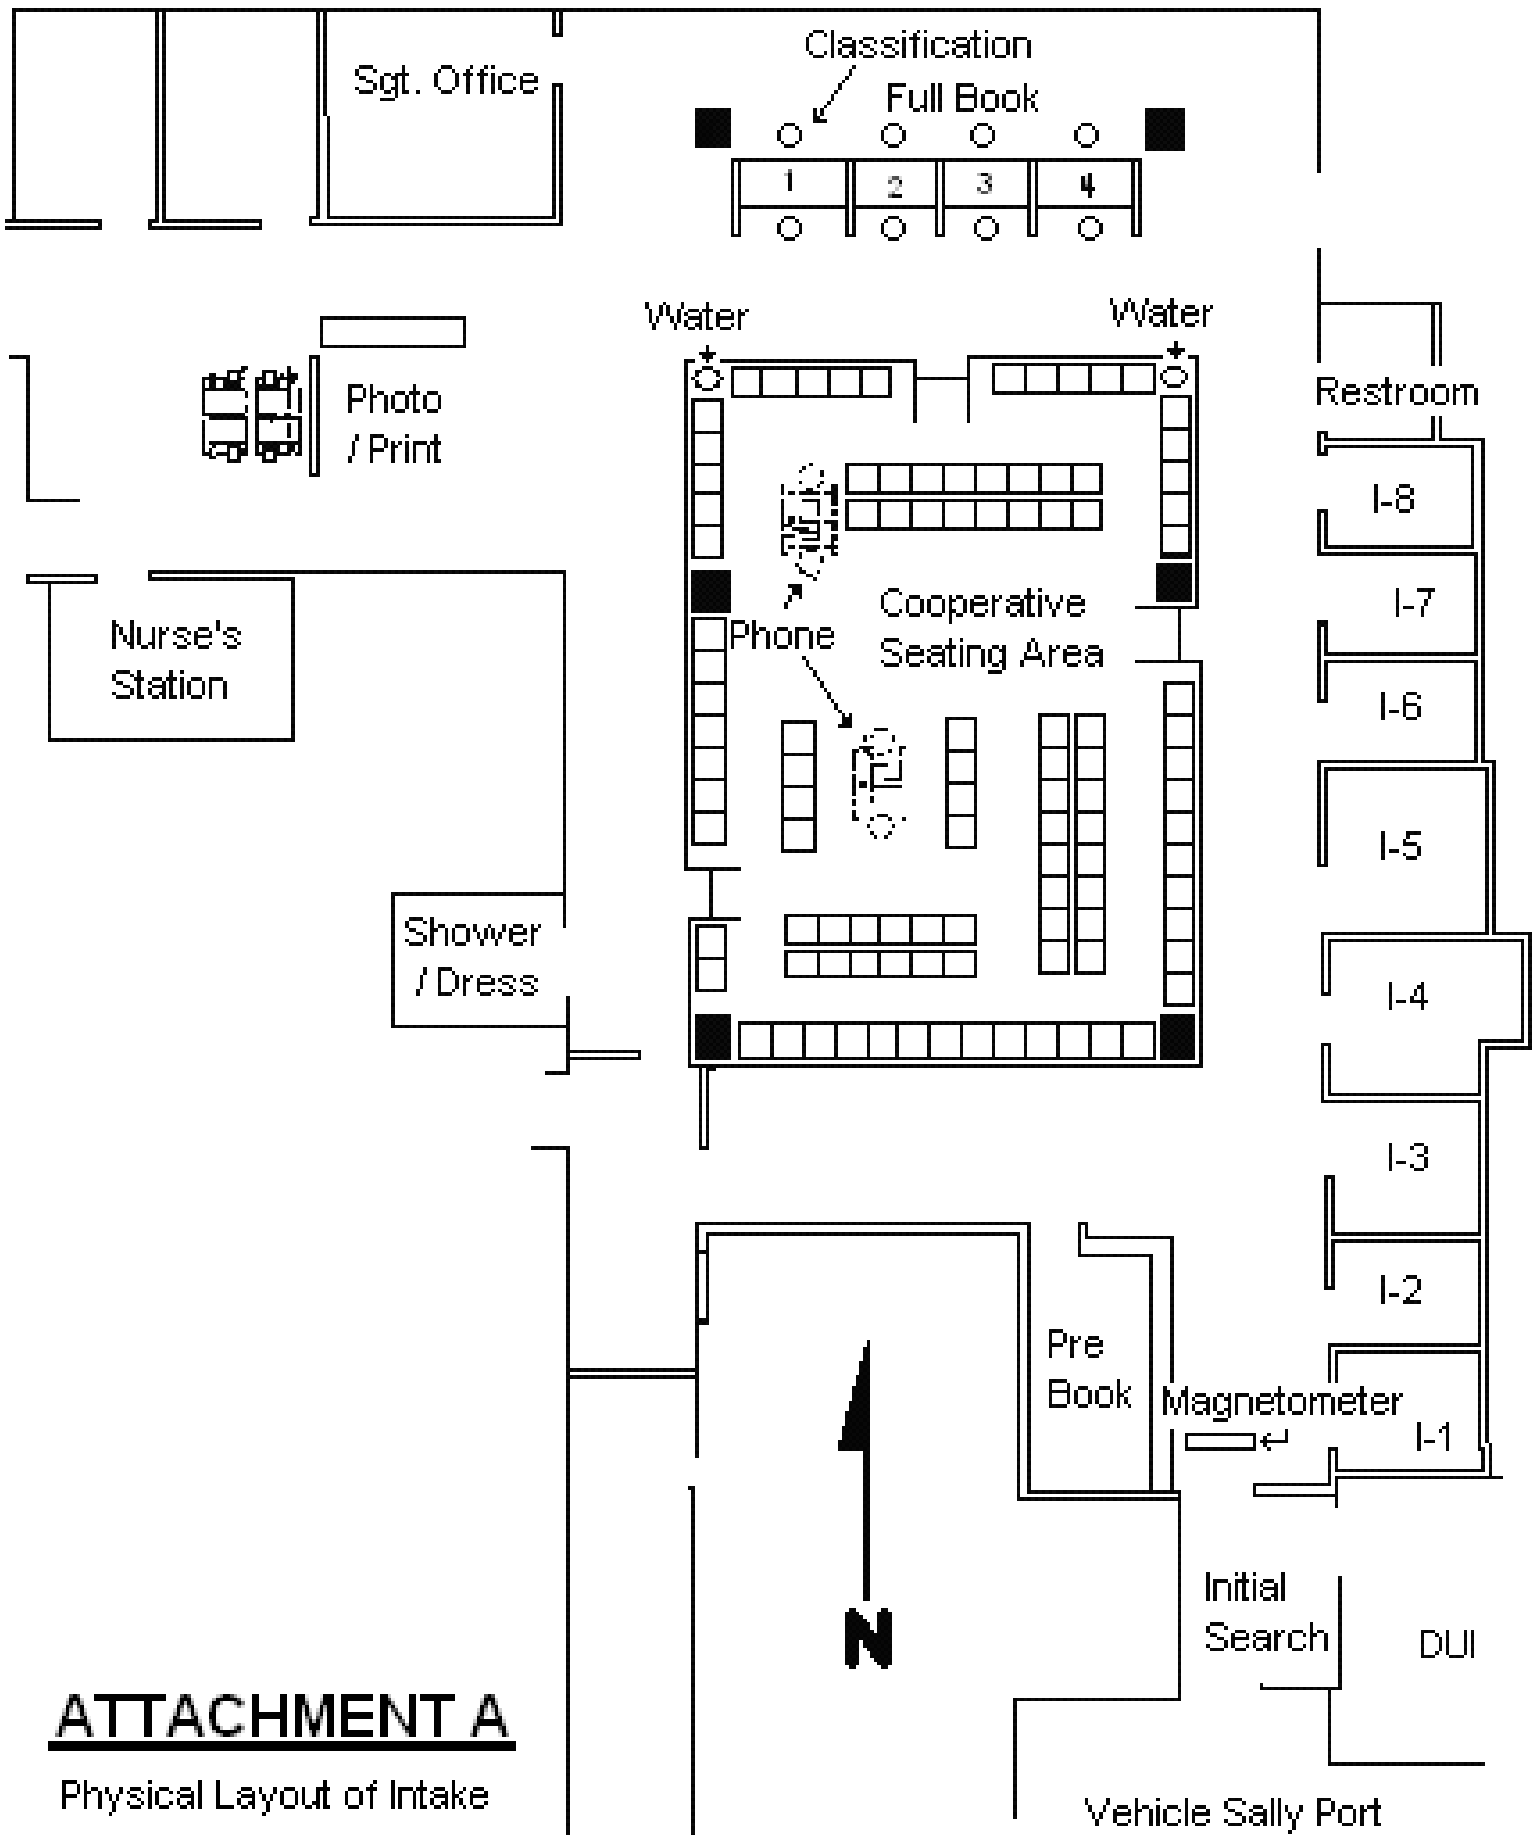 Classification
Sgt. Office
Full Book
1
2
3
4
Water
Water
Photo
/ Print
Restroom
I-8
Cooperative
Seating Area
I-7
Phone
Nurse's
Station
I-6
I-5
Shower
/ Dress
I-4
I-3
I-2
Pre
Book
Magnetometer
I-1
Initial
Search
DUI
N
ATTACHMENT A
Physical Layout of Intake
Vehicle Sally Port